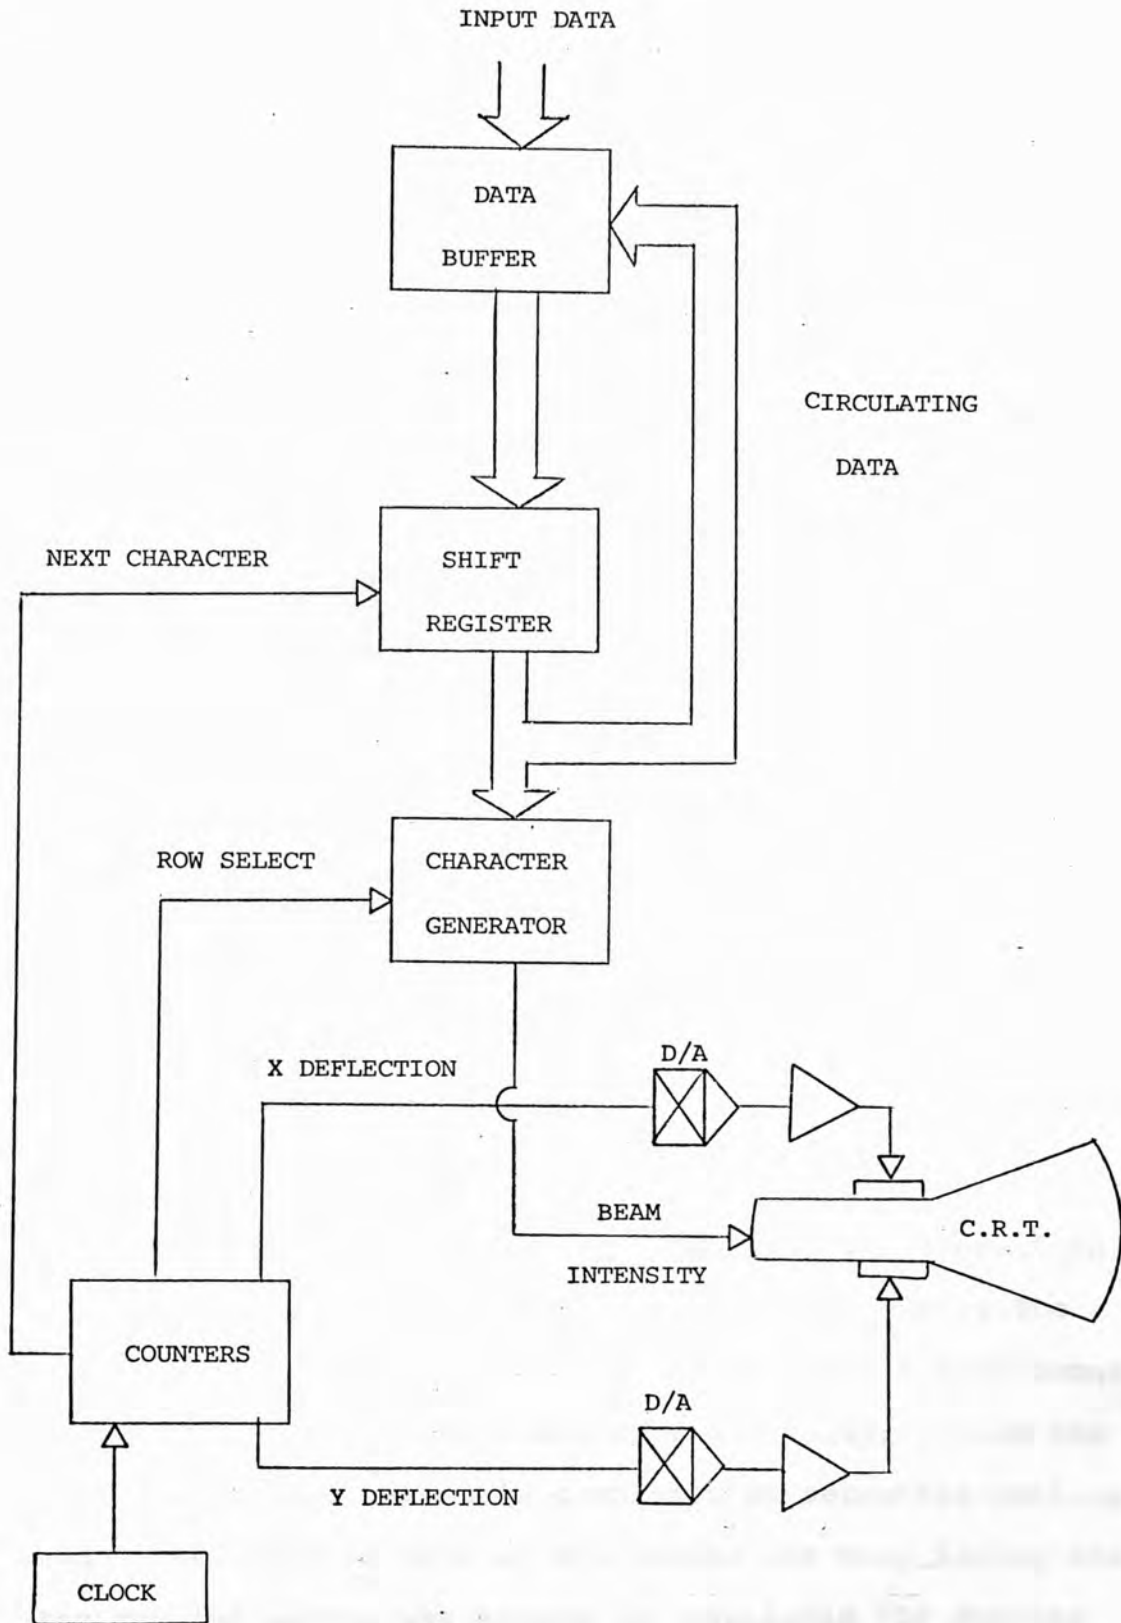 INPUT DATA
DATA
BUFFER
CIRCULATING
DATA
NEXT CHARACTER
SHIFT
REGISTER
ROW SELECT
CHARACTER
GENERATOR
D/A
X DEFLECTION
BEAM
C.R.T.
INTENSITY
COUNTERS
D/A
Y DEFLECTION
CLOCK